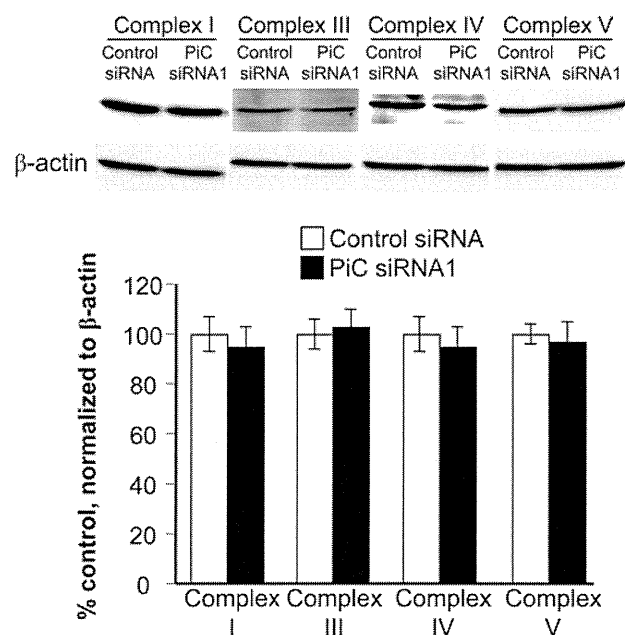 Complex I Complex III Complex IV Complex V
Control PiC Control PiC Control PiC Control PiC
siRNA siRNA1 siRNA siRNA1 siRNA siRNA1 siRNA siRNA1
β-actin
Control siRNA
PiC siRNA1
% control, normalized to β-actin
120
100
80
60
40
20
0
Complex Complex Complex Complex
I III IV V